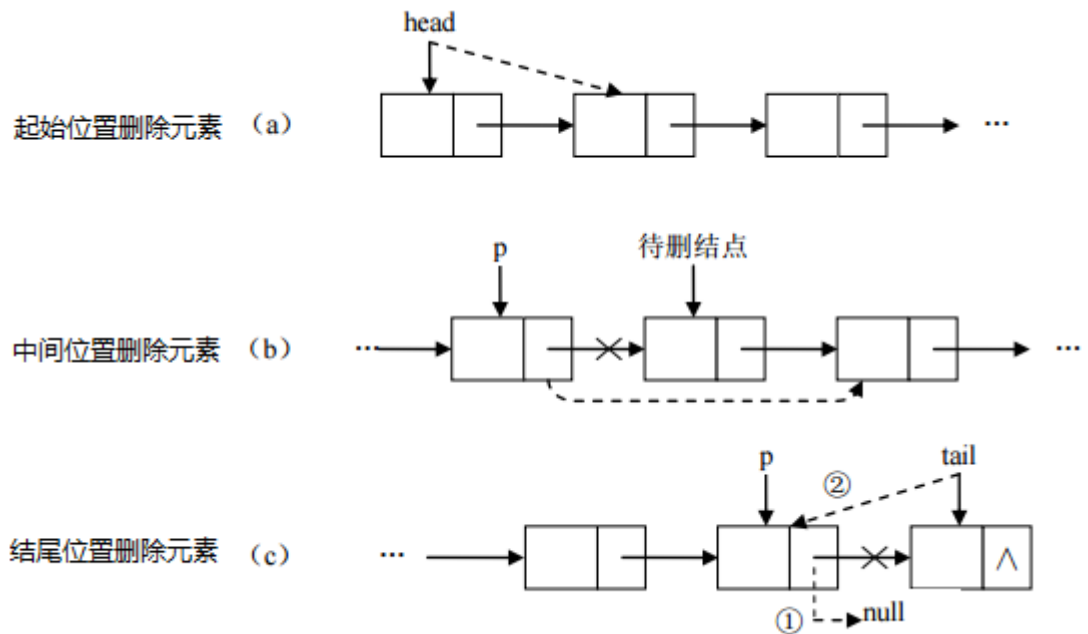 head
起始位置删除元素 (a) ...
p 待删结点
中间位置删除元素 (b) ... ...
p ② tail
结尾位置删除元素 (c) ... ∧
① null